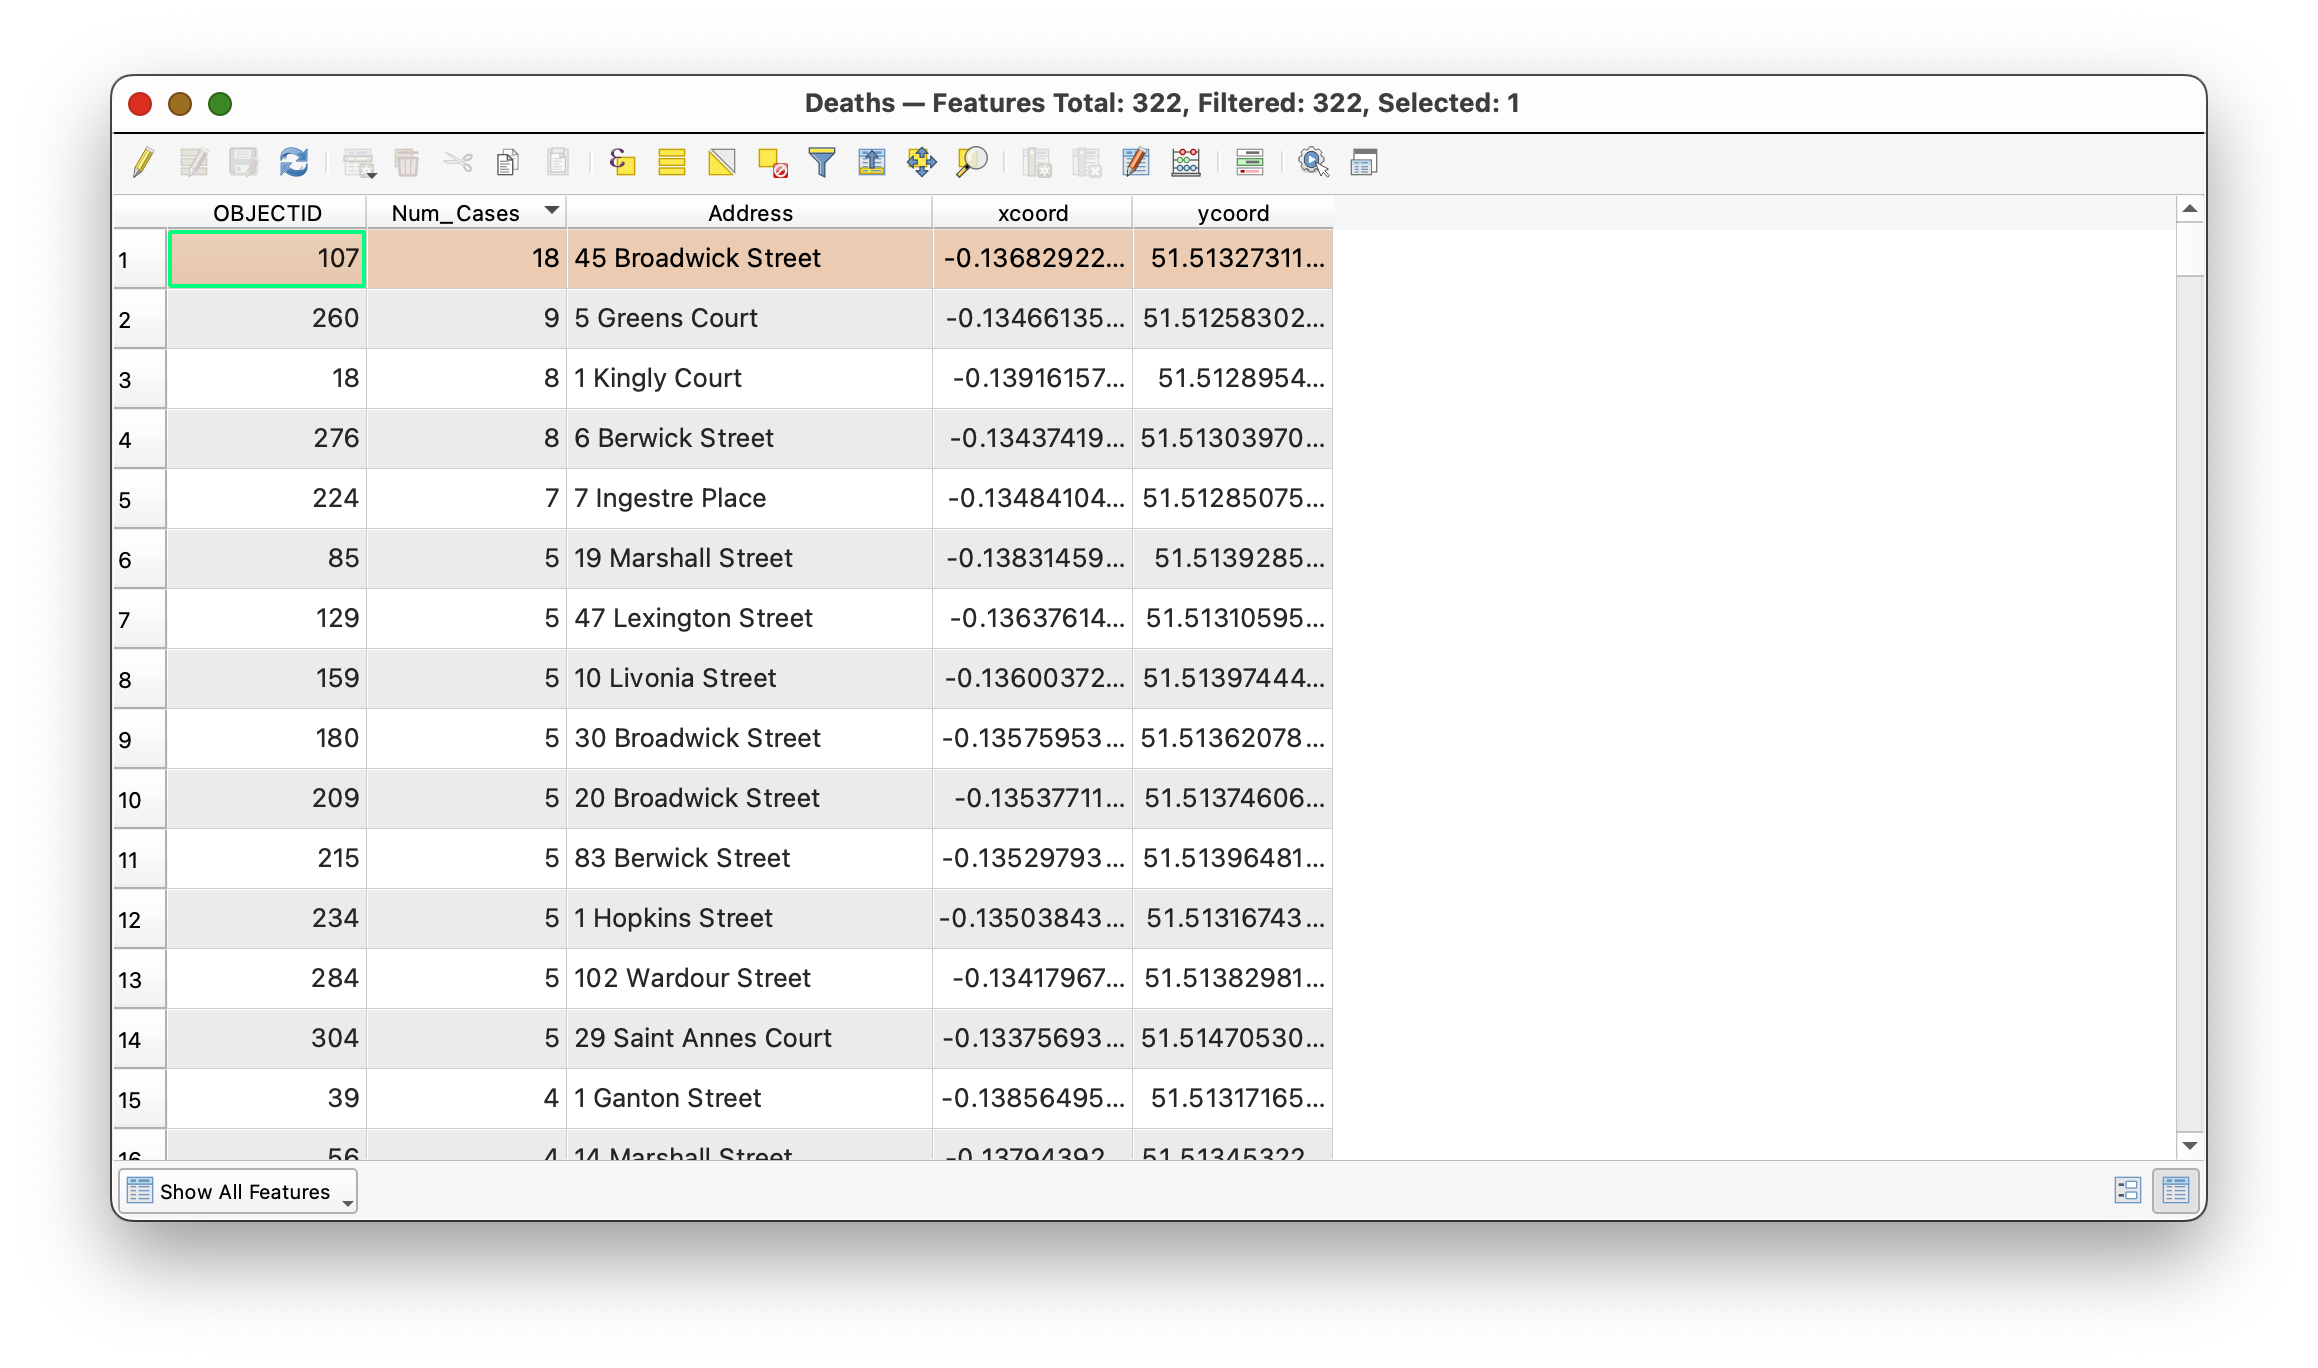 Deaths — Features Total: 322, Filtered: 322, Selected: 1
OBJECTID Num_Cases Address xcoord ycoord
1 107 18 45 Broadwick Street -0.13682922... 51.51327311...
2 260 9 5 Greens Court -0.13466135... 51.51258302...
3 18 8 1 Kingly Court -0.13916157... 51.5128954...
4 276 8 6 Berwick Street -0.13437419... 51.51303970...
5 224 7 7 Ingestre Place -0.13484104... 51.51285075...
6 85 5 19 Marshall Street -0.13831459... 51.5139285...
7 129 5 47 Lexington Street -0.13637614... 51.51310595...
8 159 5 10 Livonia Street -0.13600372... 51.51397444...
9 180 5 30 Broadwick Street -0.13575953... 51.51362078...
10 209 5 20 Broadwick Street -0.13537711... 51.51374606...
11 215 5 83 Berwick Street -0.13529793... 51.51396481...
12 234 5 1 Hopkins Street -0.13503843... 51.51316743...
13 284 5 102 Wardour Street -0.13417967... 51.51382981...
14 304 5 29 Saint Annes Court -0.13375693... 51.51470530...
15 39 4 1 Ganton Street -0.13856495... 51.51317165...
16 56 4 14 Marshall Street -0.13794392 51.51345322
Show All Features